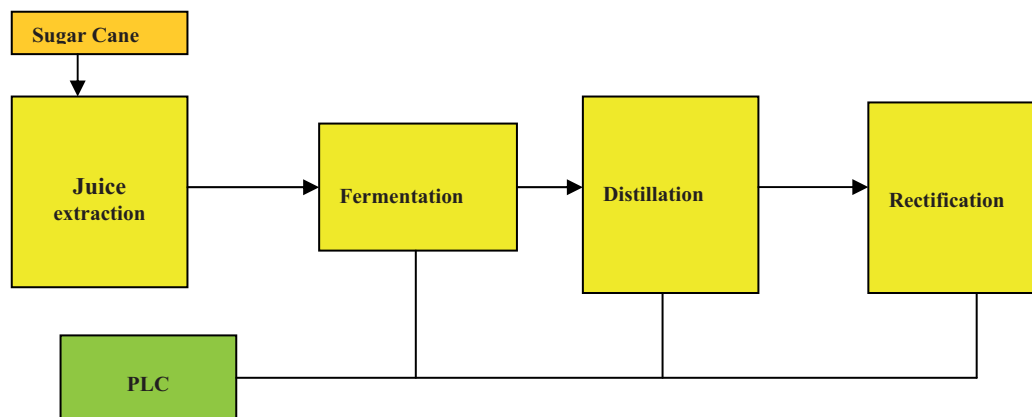 Sugar Cane
Juice
extraction
Fermentation
Distillation
Rectification
PLC